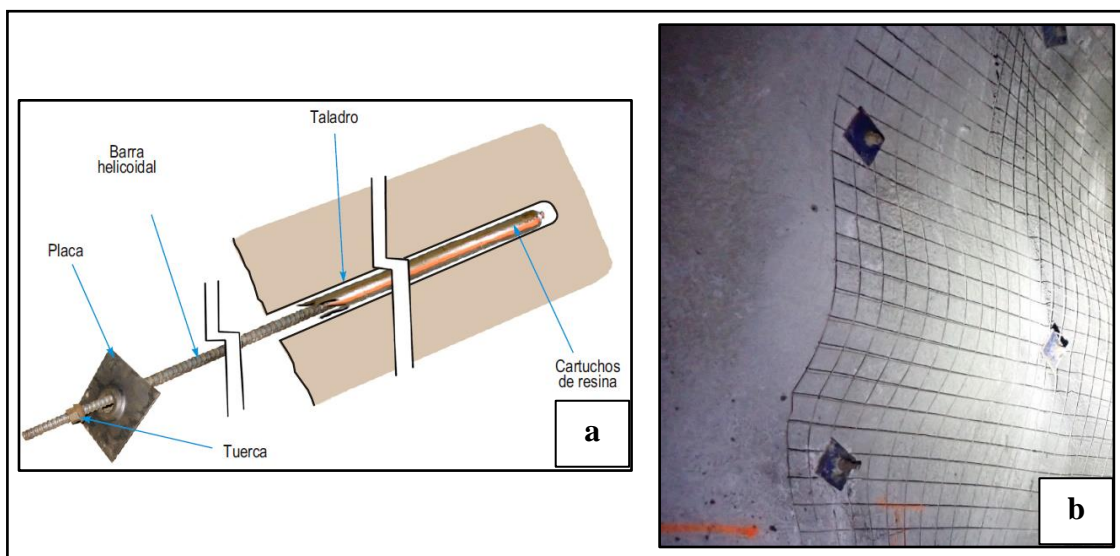 Taladro
Barra
helicoidal
Placa
Cartuchos
de resina
Tuerca
a
b